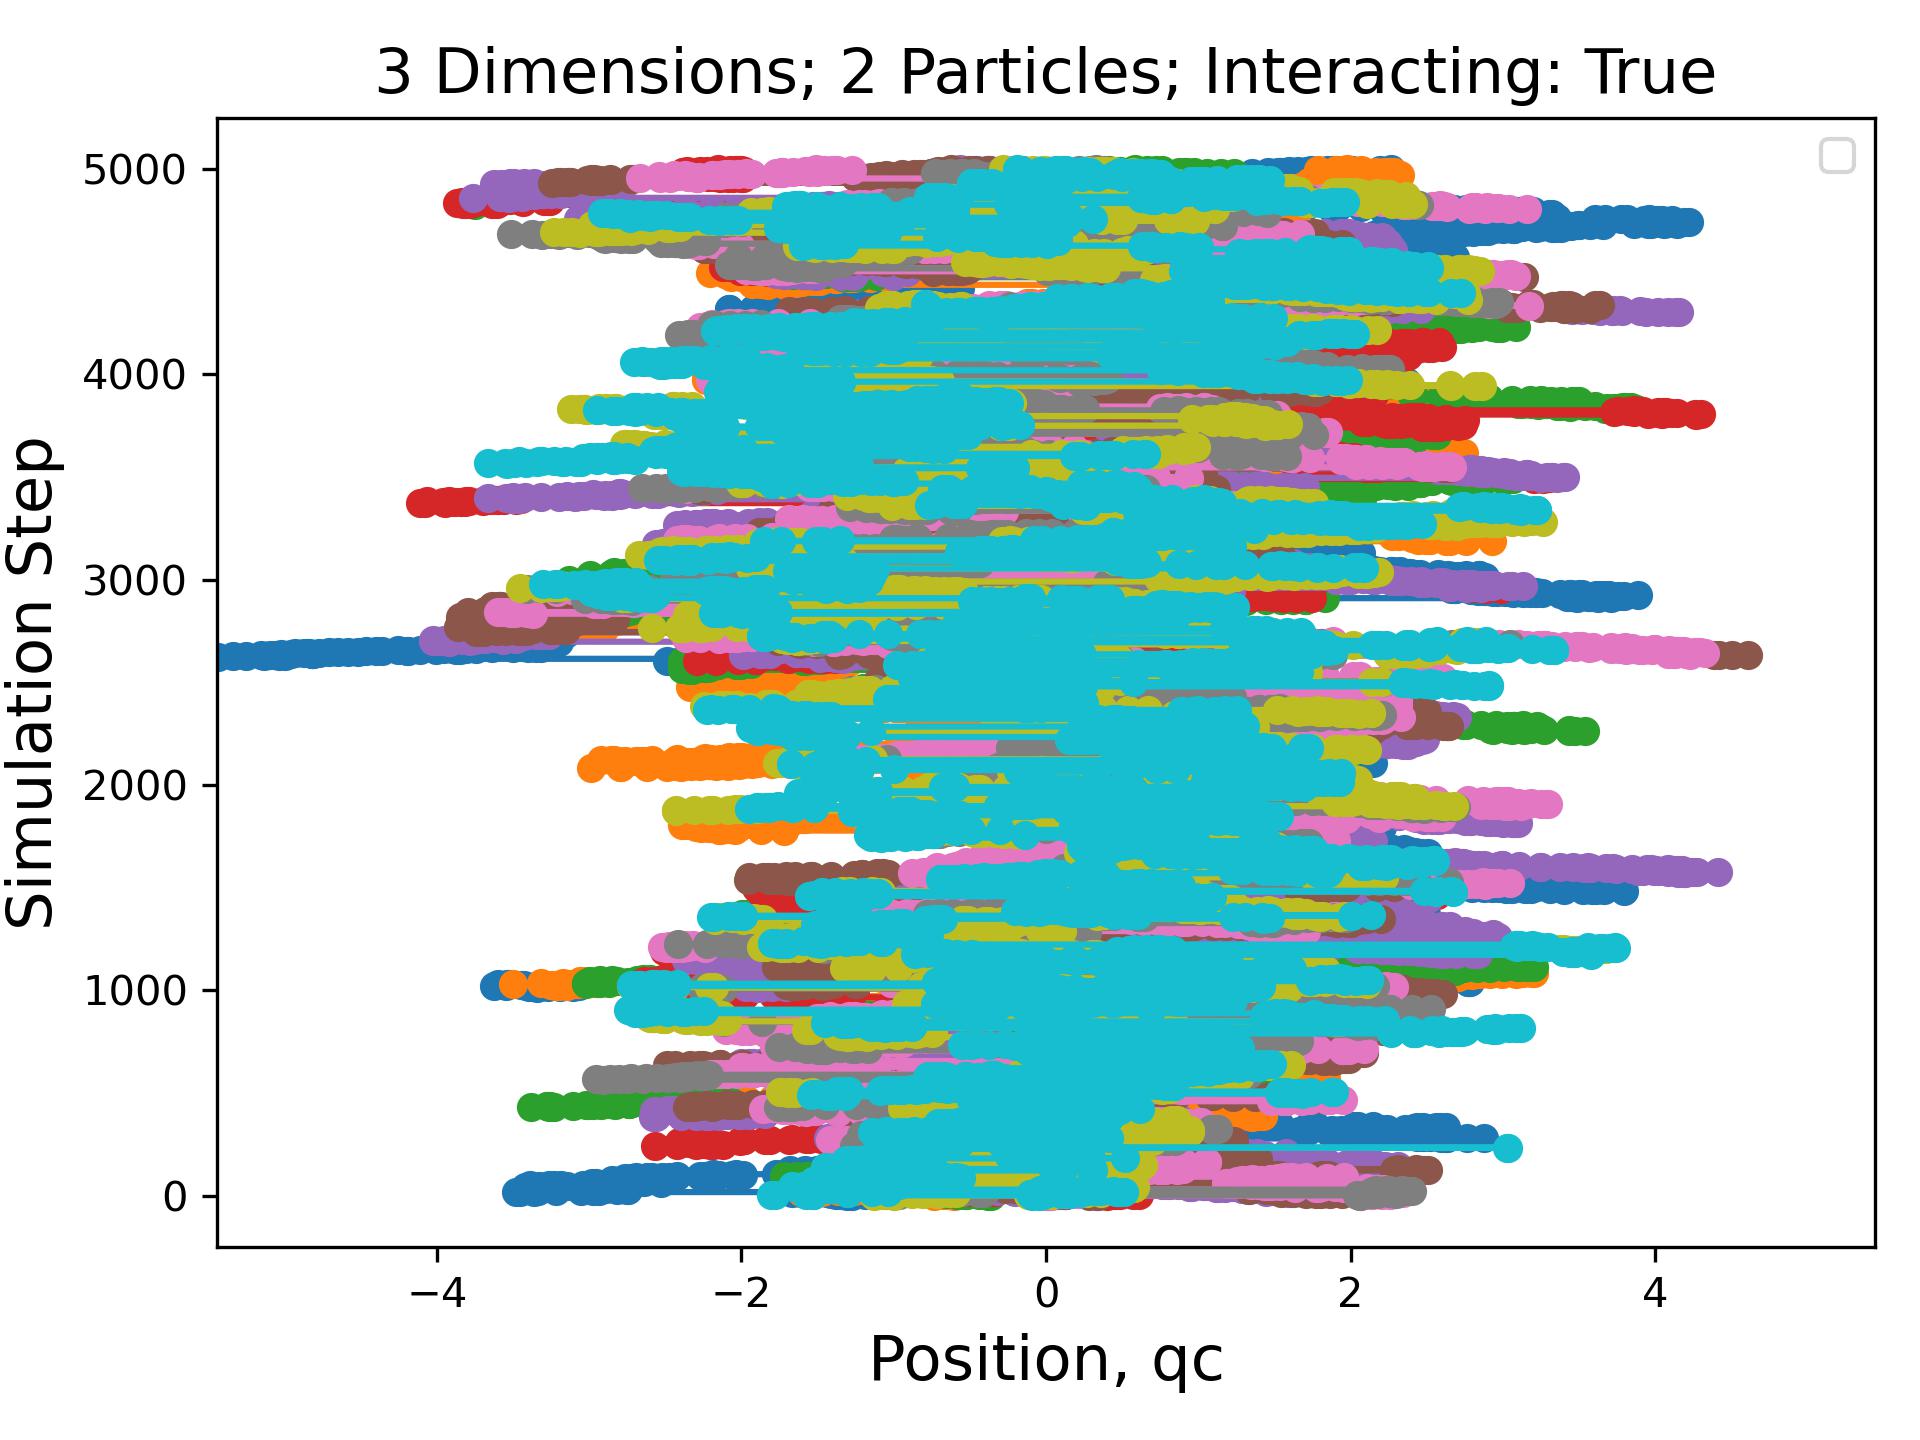 3 Dimensions; 2 Particles; Interacting: True
Simulation Step
5000
4000
3000
2000
1000
0
−4 −2 0 2 4
Position, qc